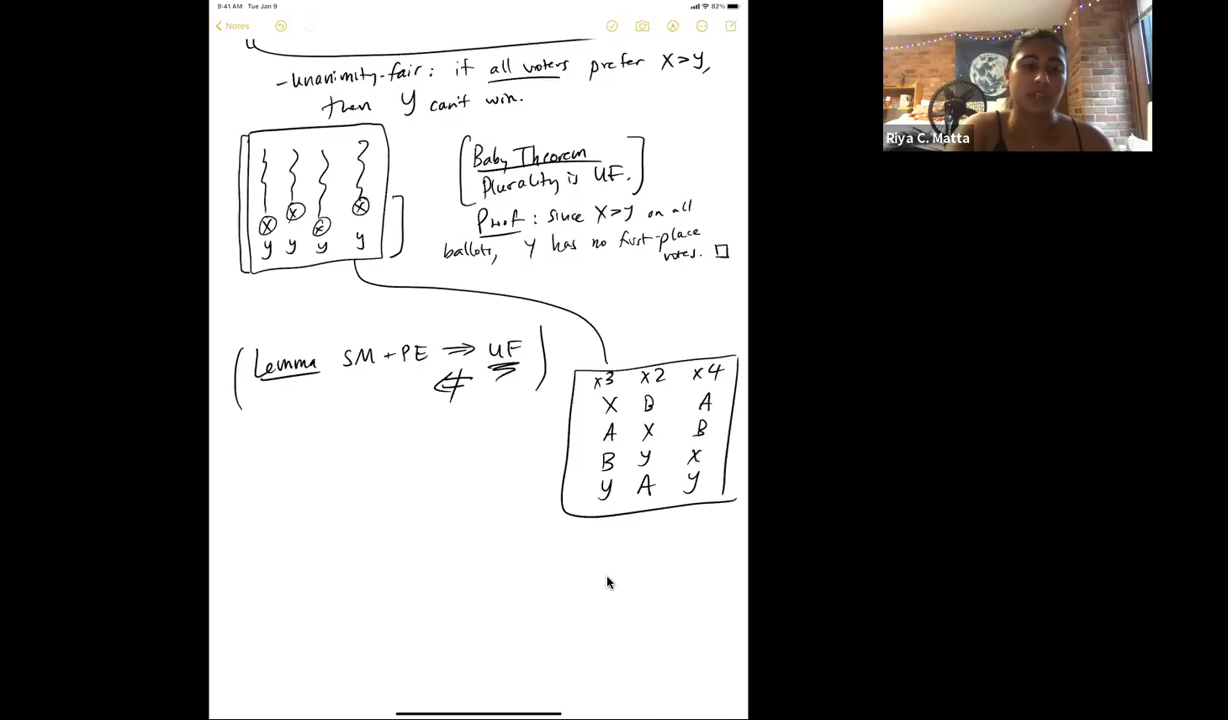 9:41 AM Tue Jan 9
82%
Notes
- Unanimity-fair: if all voters prefer X>Y,
then Y can't win.
X X X X
y y y y
Baby Theorem
Plurality is UF.
Proof: since X>Y on all
ballots, Y has no first-place
votes. □
Lemma SM + PE ⇒ UF
⇍
x3 x2 x4
X B A
A X B
B y X
y A y
Riya C. Matta